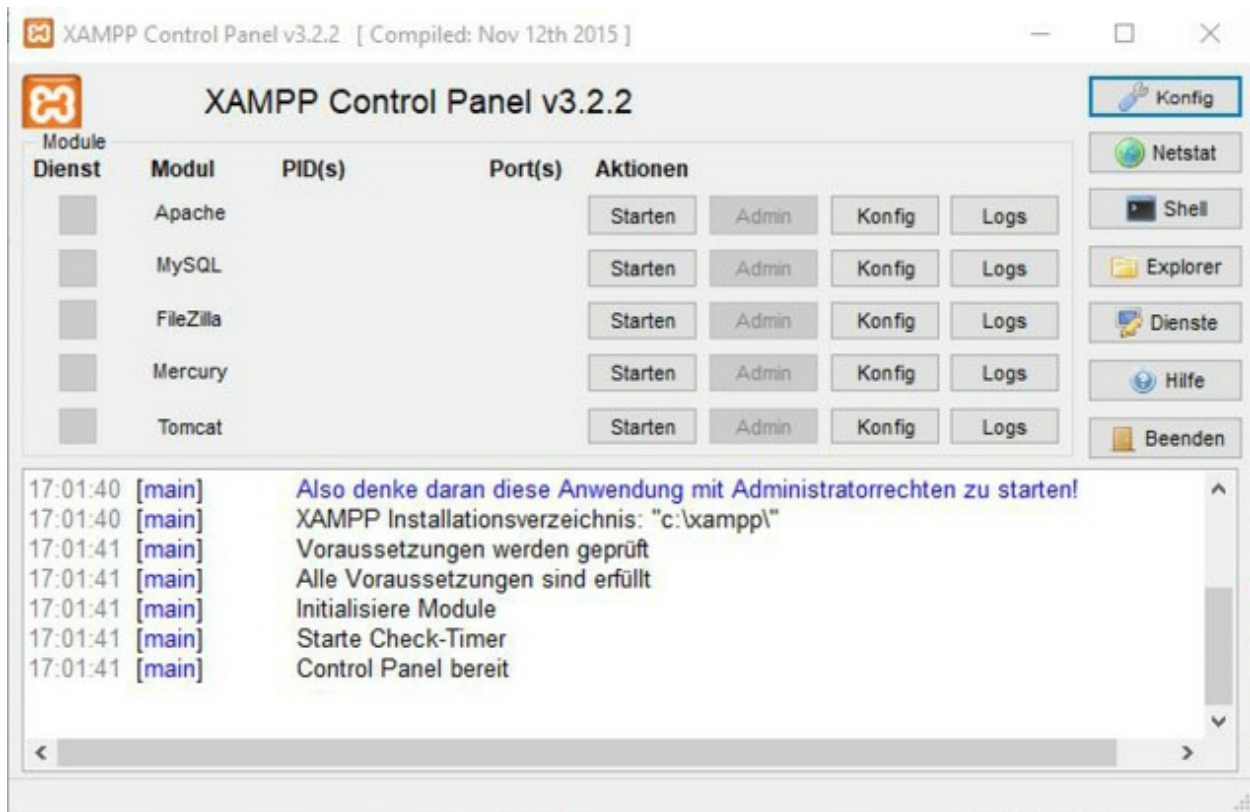 XAMPP Control Panel v3.2.2 [ Compiled: Nov 12th 2015 ]
XAMPP Control Panel v3.2.2
Konfig
Module
Dienst Modul PID(s) Port(s) Aktionen
Netstat
Apache Starten Admin Konfig Logs
Shell
MySQL Starten Admin Konfig Logs
Explorer
FileZilla Starten Admin Konfig Logs
Dienste
Mercury Starten Admin Konfig Logs
Hilfe
Tomcat Starten Admin Konfig Logs
Beenden
17:01:40 [main] Also denke daran diese Anwendung mit Administratorrechten zu starten!
17:01:40 [main] XAMPP Installationsverzeichnis: "c:\xampp\"
17:01:41 [main] Voraussetzungen werden geprüft
17:01:41 [main] Alle Voraussetzungen sind erfüllt
17:01:41 [main] Initialisiere Module
17:01:41 [main] Starte Check-Timer
17:01:41 [main] Control Panel bereit